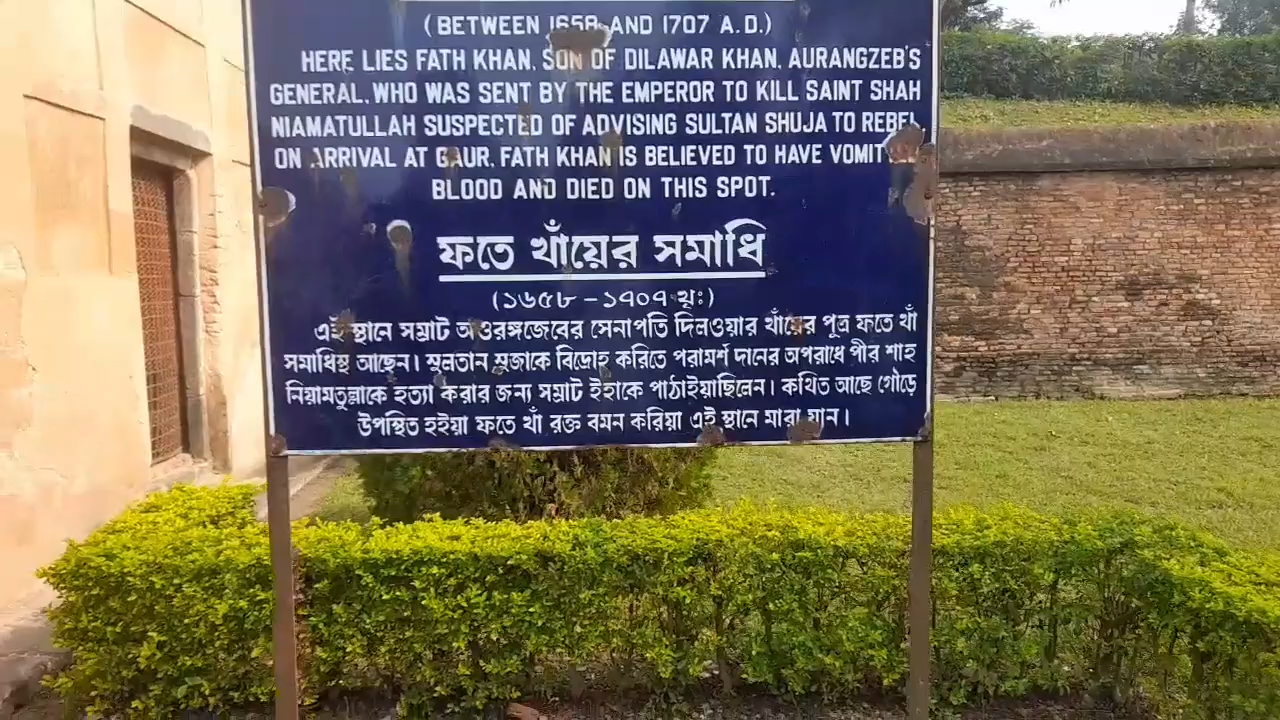 (BETWEEN 1658 AND 1707 A.D.)
HERE LIES FATH KHAN, SON OF DILAWAR KHAN, AURANGZEB'S
GENERAL, WHO WAS SENT BY THE EMPEROR TO KILL SAINT SHAH
NIAMATULLAH SUSPECTED OF ADVISING SULTAN SHUJA TO REBEL
ON ARRIVAL AT GAUR, FATH KHAN IS BELIEVED TO HAVE
BLOOD AND DIED ON THIS SPOT.
ফতে খাঁয়ের সমাধি
(১৬৫৮ – ১৭০৭ খৃঃ)
এই স্থানে সম্রাট আওরঙ্গজেবের সেনাপতি দিলওয়ার খাঁয়ের পুত্র ফতে খাঁ
সমাধিস্থ আছেন। সুলতান সুজাকে বিদ্রোহ করিতে পরামর্শ দানের অপরাধে পীর শাহ
নিয়ামতুল্লাকে হত্যা করার জন্য সম্রাট ইহাকে পাঠাইয়াছিলেন। কথিত আছে গৌড়ে
উপস্থিত হইয়া ফতে খাঁ রক্ত বমন করিয়া এই স্থানে মারা যান।